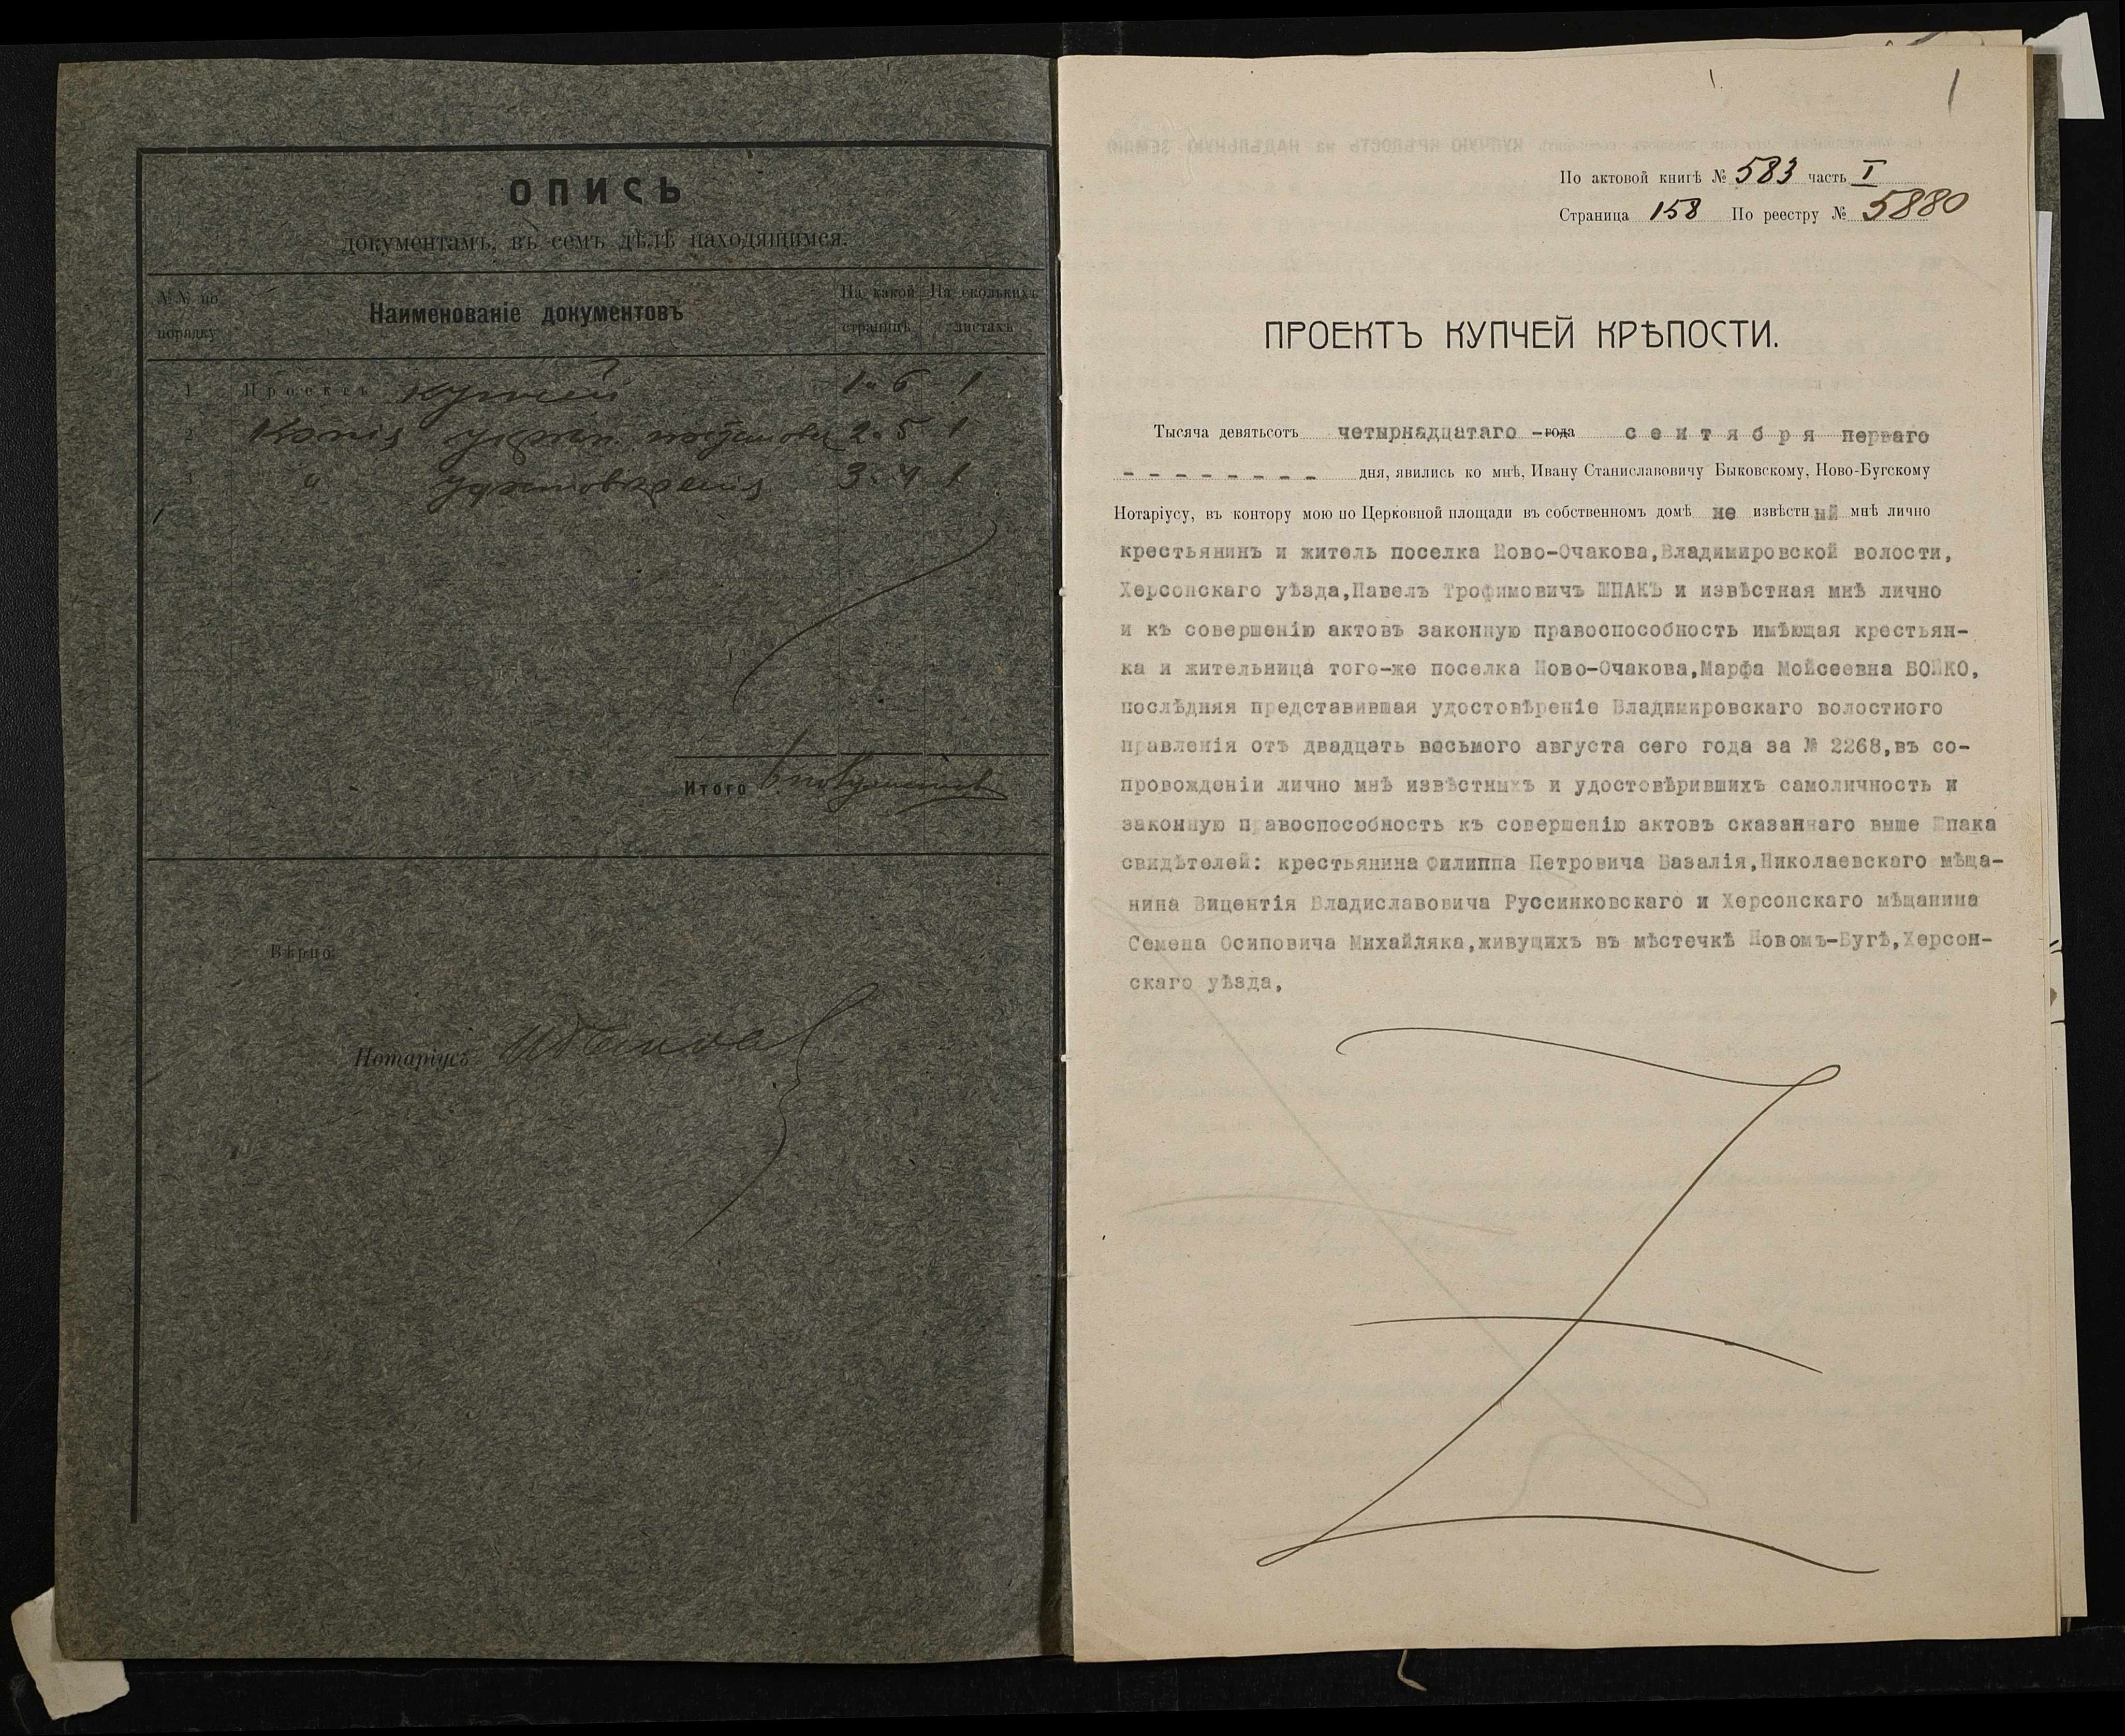 ОПИСЬ
документамъ, въ семъ дѣлѣ находящимся.
№№ по порядку
Наименованіе документовъ
На какой страницѣ
На сколькихъ листахъ
1 Проектъ купчей 1 и 6 1
2 Копія укрѣп. 2 и 5 1
3 " удостовѣренія 3 и 4 1
Итого
Вѣрно:
Нотаріусъ
1
По актовой книгѣ № 583 часть I
Страница 158 По реестру № 5880
ПРОЕКТЪ КУПЧЕЙ КРѢПОСТИ.
Тысяча девятьсотъ четырнадцатаго -года сентября перваго
- - - - - - - - дня, явились ко мнѣ, Ивану Станиславовичу Быковскому, Ново-Бугскому
Нотаріусу, въ контору мою по Церковной площади въ собственномъ домѣ не извѣстный мнѣ лично
крестьянинъ и житель поселка Ново-Очакова,Владимировской волости,
Херсонскаго уѣзда,Павелъ Трофимовичъ ШПАКЪ и извѣстная мнѣ лично
и къ совершенію актовъ законную правоспособность имѣющая крестьян-
ка и жительница того-же поселка Ново-Очакова,Марфа Мойсеевна БОЙКО,
послѣдняя представившая удостовѣреніе Владимировскаго волостного
правленія отъ двадцать восьмого августа сего года за № 2268,въ со-
провожденіи лично мнѣ извѣстныхъ и удостовѣрившихъ самоличность и
законную правоспособность къ совершенію актовъ сказаннаго выше Шпака
свидѣтелей: крестьянина Филиппа Петровича Базалія,Николаевскаго мѣща-
нина Вицентія Владиславовича Руссинковскаго и Херсонскаго мѣщанина
Семена Осиповича Михайляка,живущихъ въ мѣстечкѣ Новомъ-Бугѣ,Херсон-
скаго уѣзда,